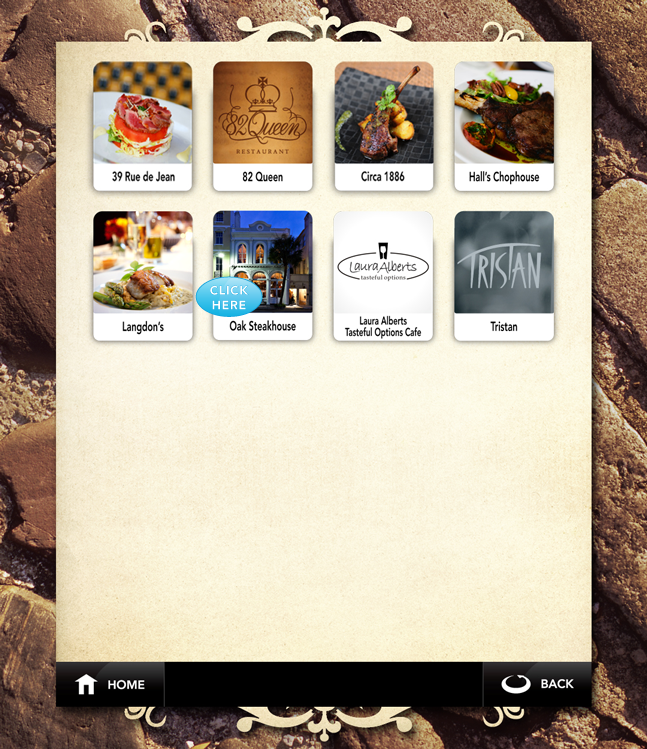 82 Queen
RESTAURANT
39 Rue de Jean
82 Queen
Circa 1886
Hall's Chophouse
Laura Alberts
tasteful options
TRISTAN
CLICK
HERE
Langdon's
Oak Steakhouse
Laura Alberts
Tasteful Options Cafe
Tristan
HOME
BACK